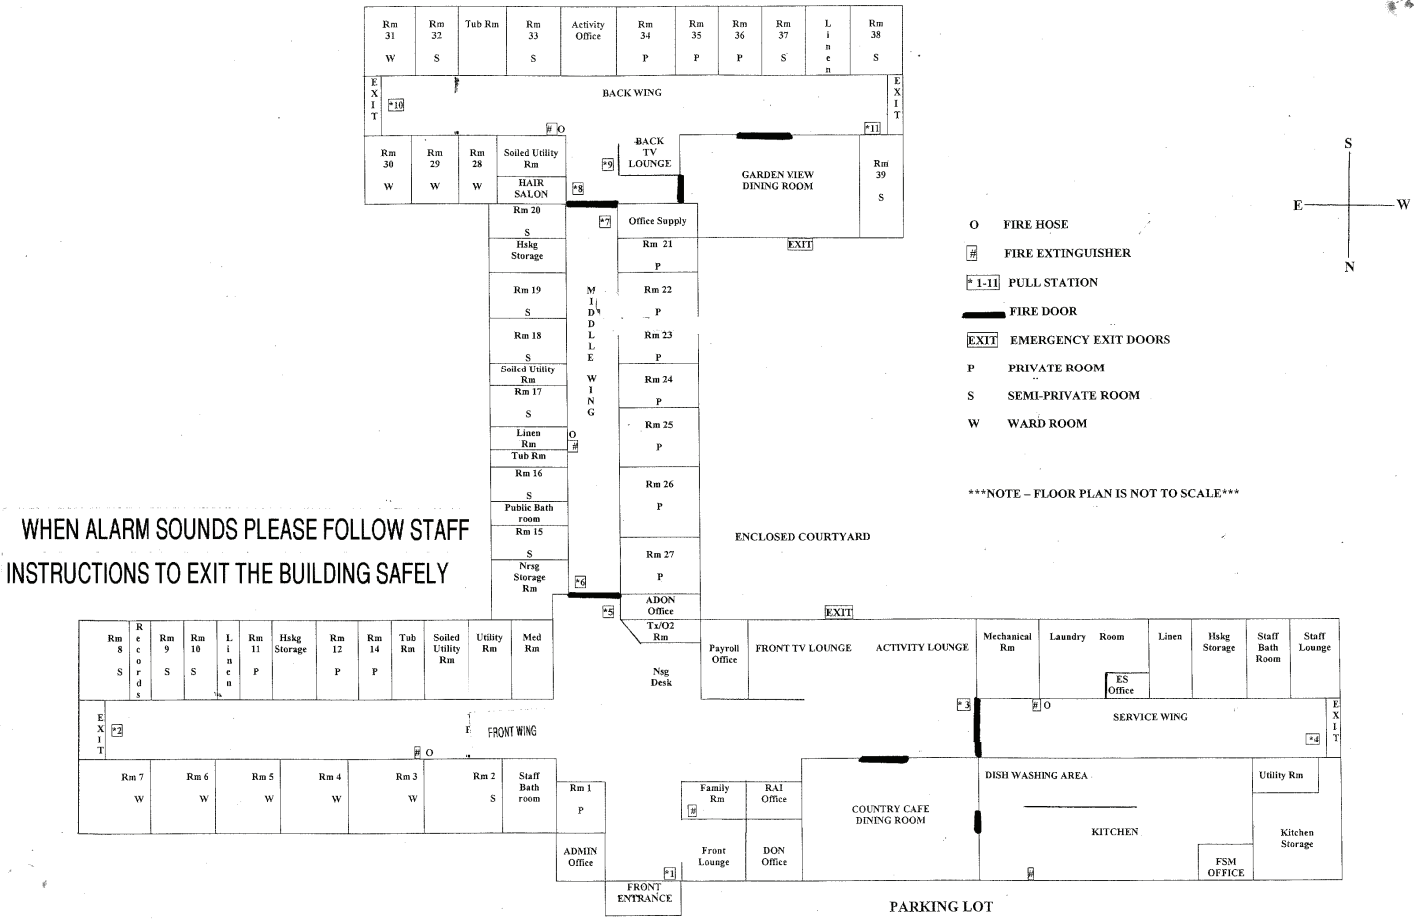 Rm 31 W
Rm 32 S
Tub Rm
Rm 33 S
Activity Office
Rm 34 P
Rm 35 P
Rm 36 P
Rm 37 S
Linen
Rm 38 S
EXIT
*10
BACK WING
EXIT
*11
# O
Rm 30 W
Rm 29 W
Rm 28 W
Soiled Utility
Rm
HAIR
SALON
*9
*8
BACK
TV
LOUNGE
GARDEN VIEW
DINING ROOM
Rm 39 S
EXIT
Rm 20
S
Hskg
Storage
Rm 19
S
Rm 18
S
Soiled Utility
Rm
Rm 17
S
Linen
Rm
Tub Rm
Rm 16
S
Public Bath
room
Rm 15
S
Nrsg
Storage
Rm
*7
MIDDLLE WING
O
#
*6
*5
Office Supply
Rm 21
P
Rm 22
P
Rm 23
P
Rm 24
P
Rm 25
P
Rm 26
P
Rm 27
P
ADON
Office
Tx/O2
Rm
Nsg
Desk
S
E W
N
O FIRE HOSE
# FIRE EXTINGUISHER
* 1-11 PULL STATION
FIRE DOOR
EXIT EMERGENCY EXIT DOORS
P PRIVATE ROOM
S SEMI-PRIVATE ROOM
W WARD ROOM
***NOTE – FLOOR PLAN IS NOT TO SCALE***
ENCLOSED COURTYARD
EXIT
WHEN ALARM SOUNDS PLEASE FOLLOW STAFF
INSTRUCTIONS TO EXIT THE BUILDING SAFELY
Rm 8 S
Records
Rm 9 S
Rm 10 S
Linen
Rm 11 P
Hskg
Storage
Rm 12 P
Rm 14 P
Tub
Rm
Soiled
Utility
Rm
Utility
Rm
Med
Rm
Payroll
Office
FRONT TV LOUNGE
ACTIVITY LOUNGE
Mechanical
Rm
Laundry Room
ES
Office
Linen
Hskg
Storage
Staff
Bath
Room
Staff
Lounge
EXIT
*2
FRONT WING
# O
*3
# O
SERVICE WING
*4
EXIT
Rm 7
W
Rm 6
W
Rm 5
W
Rm 4
W
Rm 3
W
Rm 2
S
Staff
Bath
room
Rm 1
P
ADMIN
Office
Family
Rm
#
RAI
Office
Front
Lounge
DON
Office
*1
FRONT
ENTRANCE
COUNTRY CAFE
DINING ROOM
DISH WASHING AREA
KITCHEN
#
FSM
OFFICE
Utility Rm
Kitchen
Storage
PARKING LOT